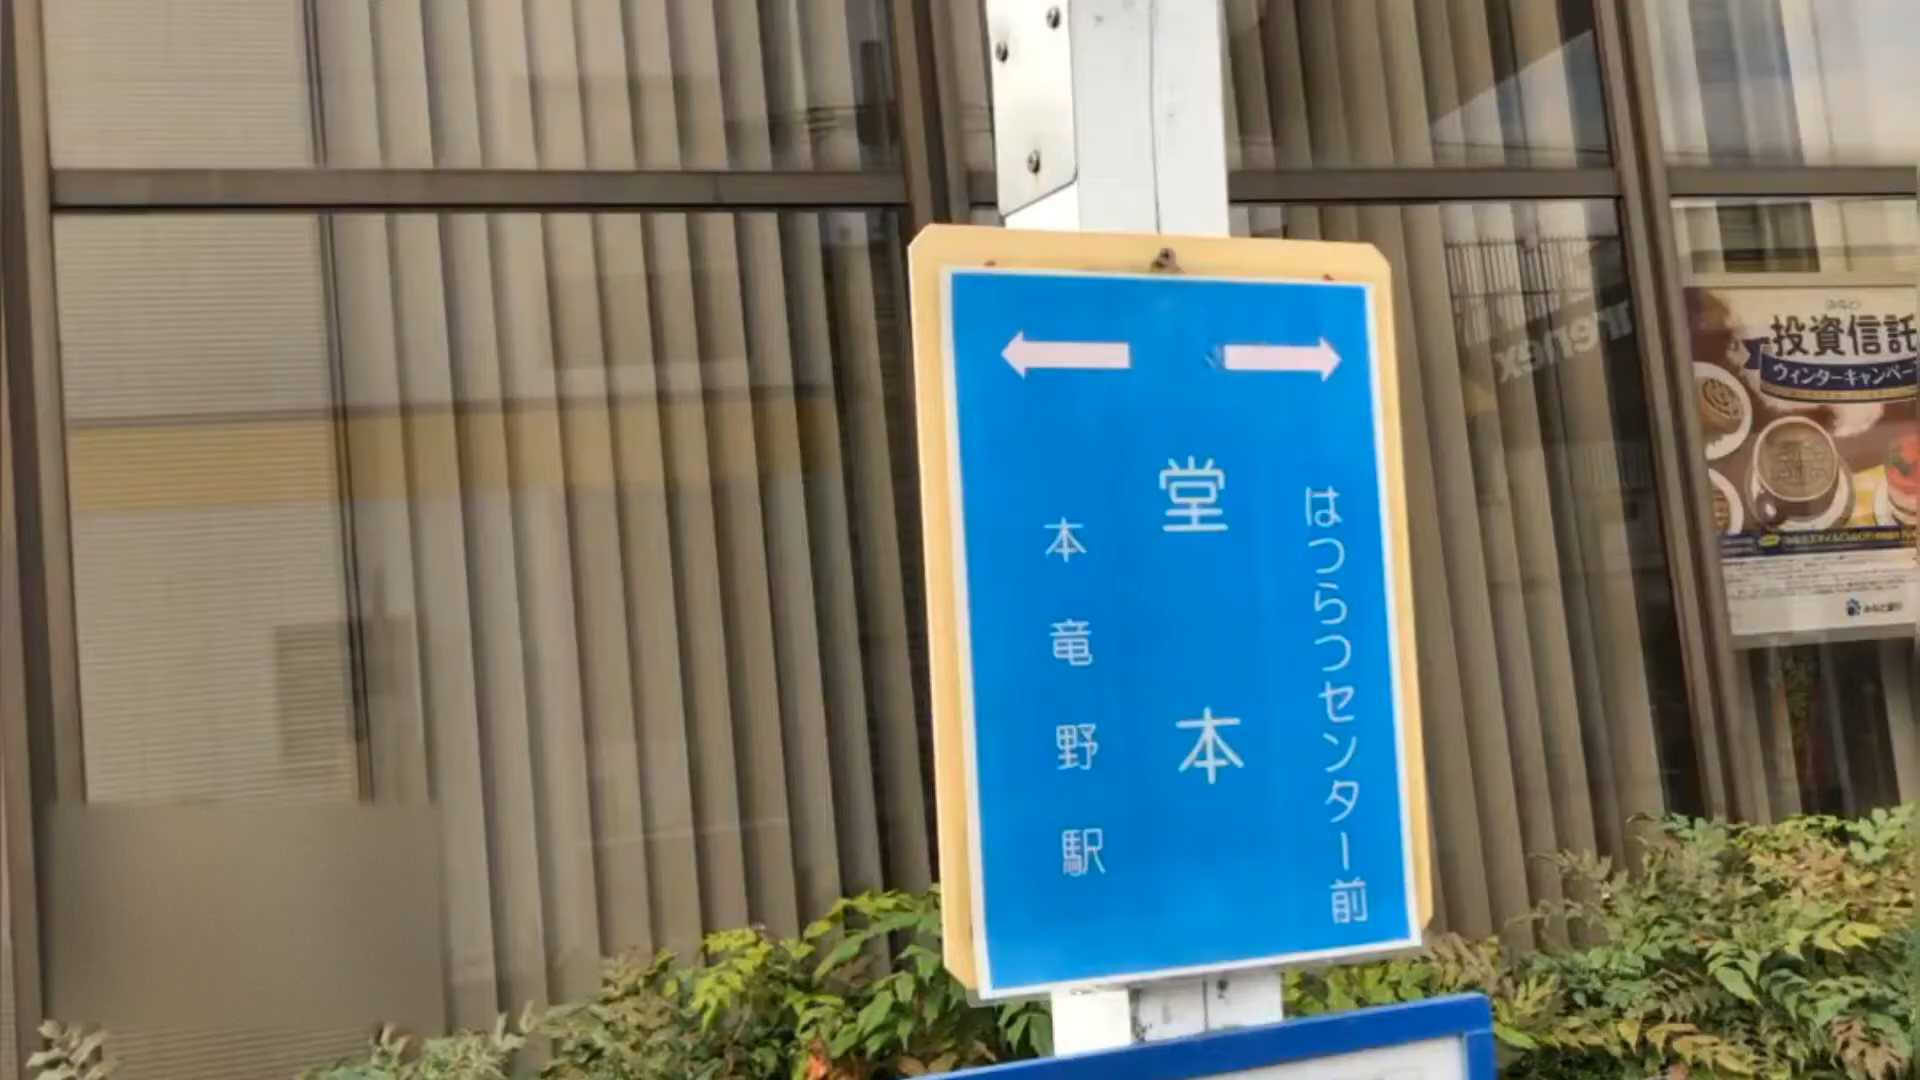 はつらつセンター前
堂本
本竜野駅
投資信託
ウィンターキャンペー
みなと銀行